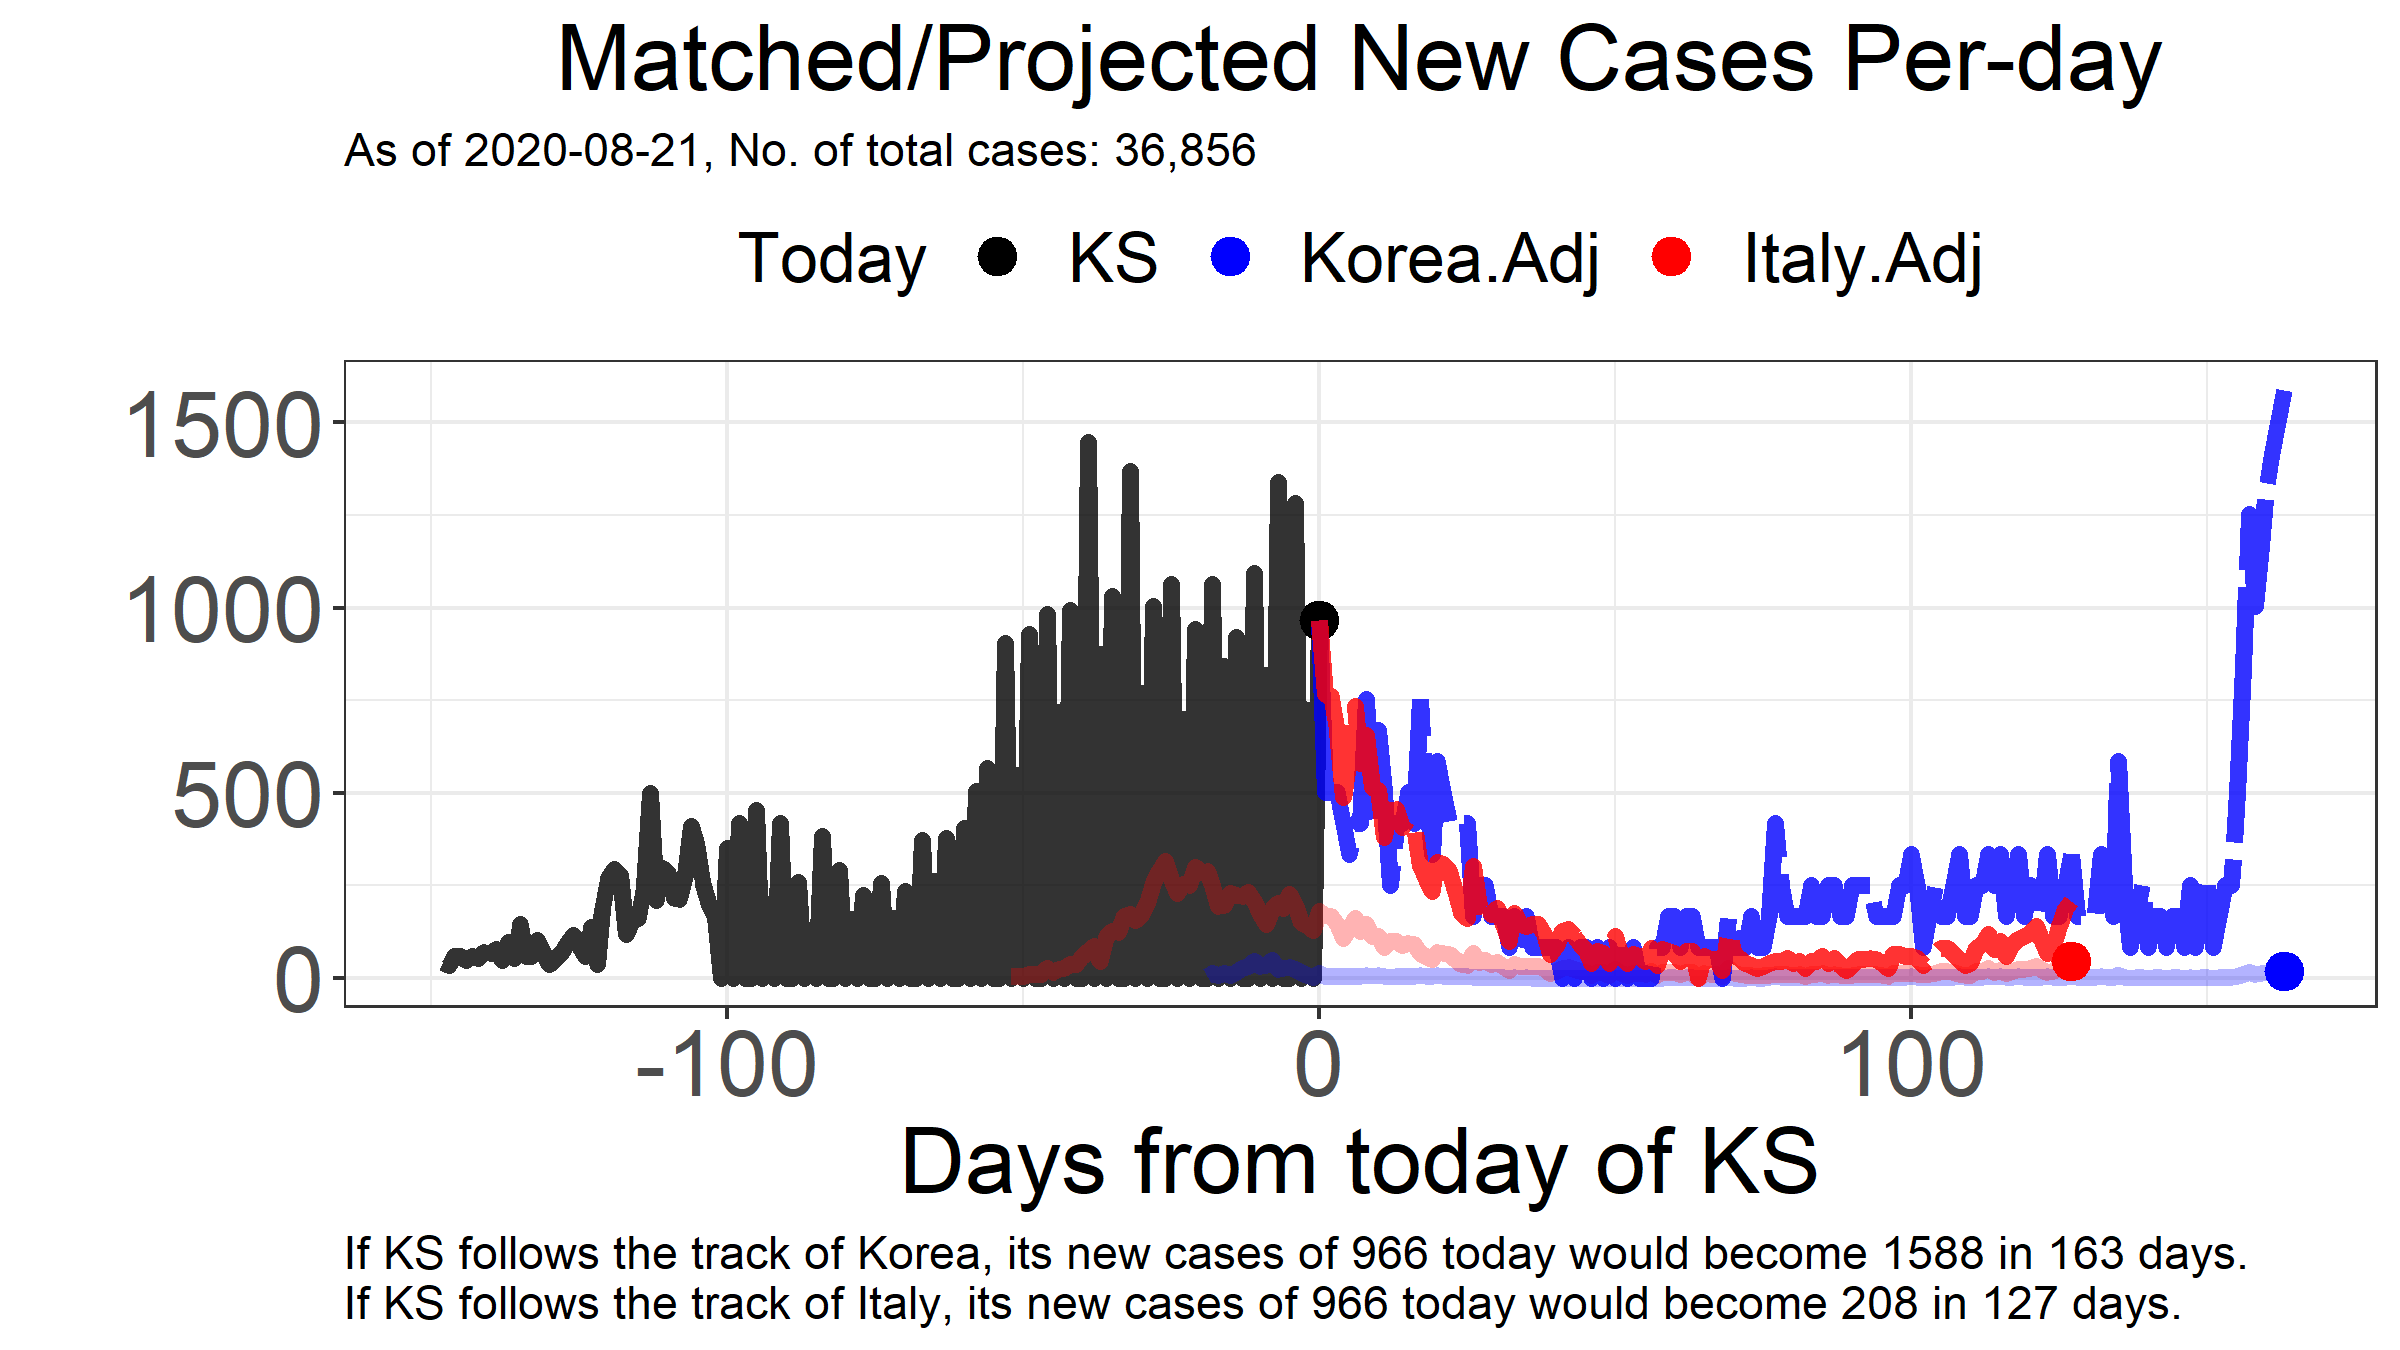 Matched/Projected New Cases Per-day
As of 2020-08-21, No. of total cases: 36,856
Today KS Korea.Adj Italy.Adj
1500
1000
500
0
-100 0 100
Days from today of KS
If KS follows the track of Korea, its new cases of 966 today would become 1588 in 163 days.
If KS follows the track of Italy, its new cases of 966 today would become 208 in 127 days.